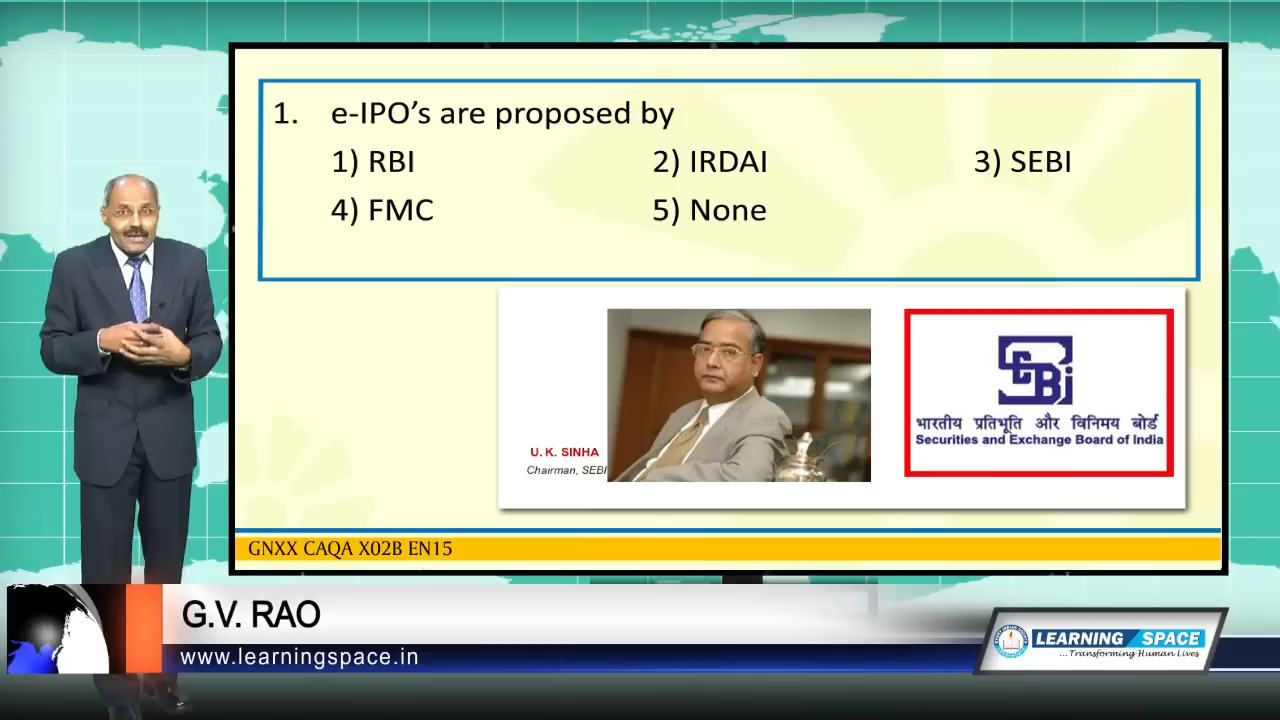 1. e-IPO’s are proposed by
1) RBI 2) IRDAI 3) SEBI
4) FMC 5) None
U. K. SINHA
Chairman, SEBI
SEBI
भारतीय प्रतिभूति और विनिमय बोर्ड
Securities and Exchange Board of India
GNXX CAQA X02B EN15
G.V. RAO
www.learningspace.in
LEARNING SPACE
...Transforming Human Lives